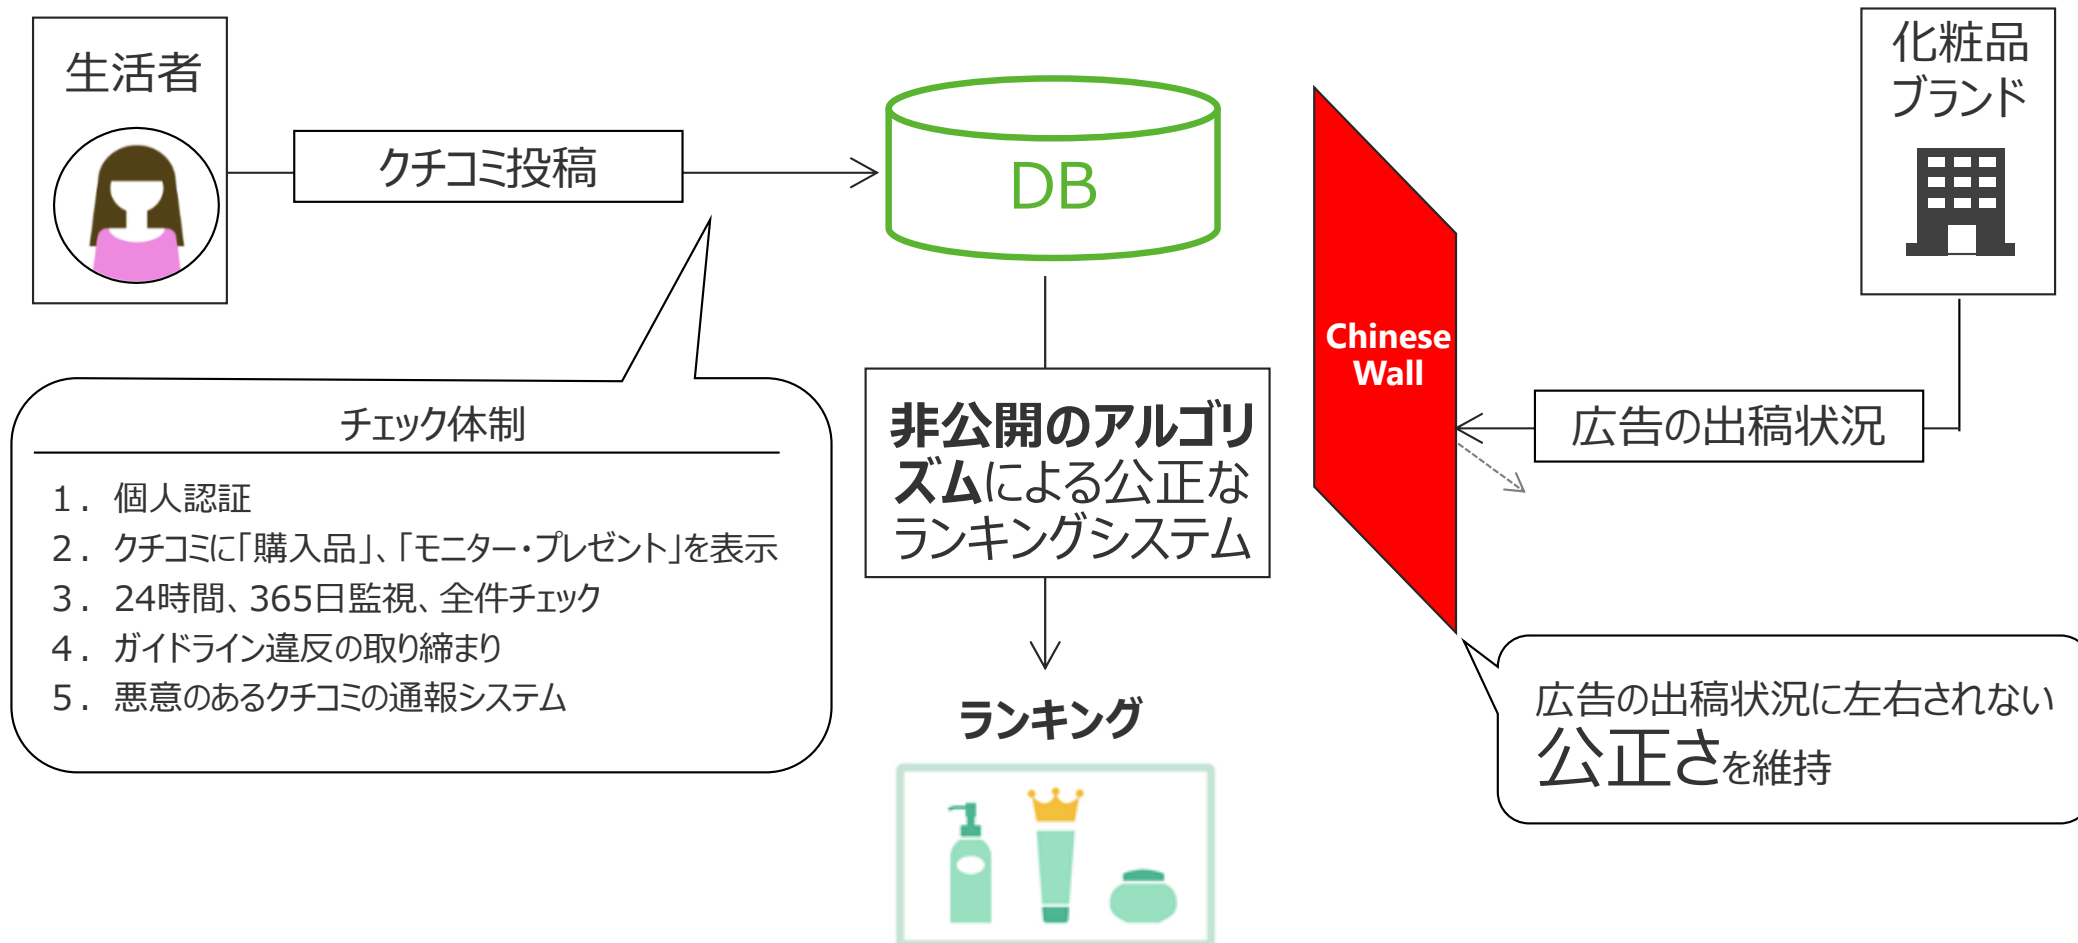 生活者
クチコミ投稿
DB
化粧品
ブランド
Chinese
Wall
広告の出稿状況
チェック体制
１．個人認証
２．クチコミに「購入品」、「モニター・プレゼント」を表示
３．24時間、365日監視、全件チェック
４．ガイドライン違反の取り締まり
５．悪意のあるクチコミの通報システム
非公開のアルゴリ
ズムによる公正な
ランキングシステム
ランキング
広告の出稿状況に左右されない
公正さを維持